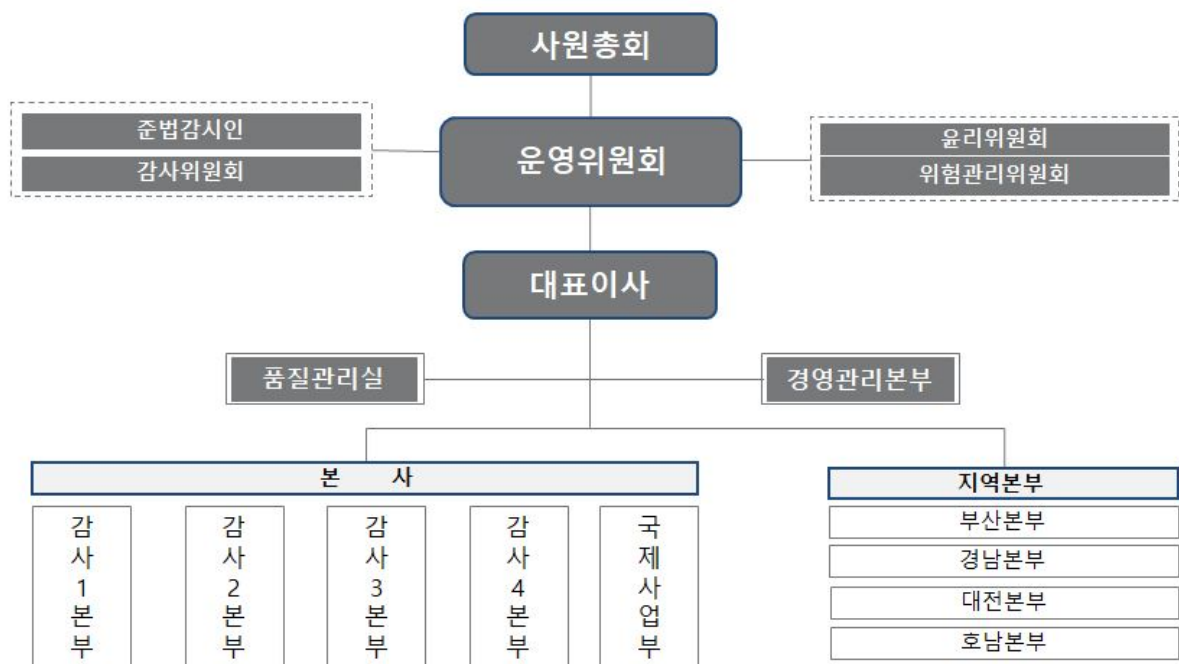 사원총회
준법감시인
감사위원회
운영위원회
윤리위원회
위험관리위원회
대표이사
품질관리실
경영관리본부
본 사
감사1본부
감사2본부
감사3본부
감사4본부
국제사업부
지역본부
부산본부
경남본부
대전본부
호남본부